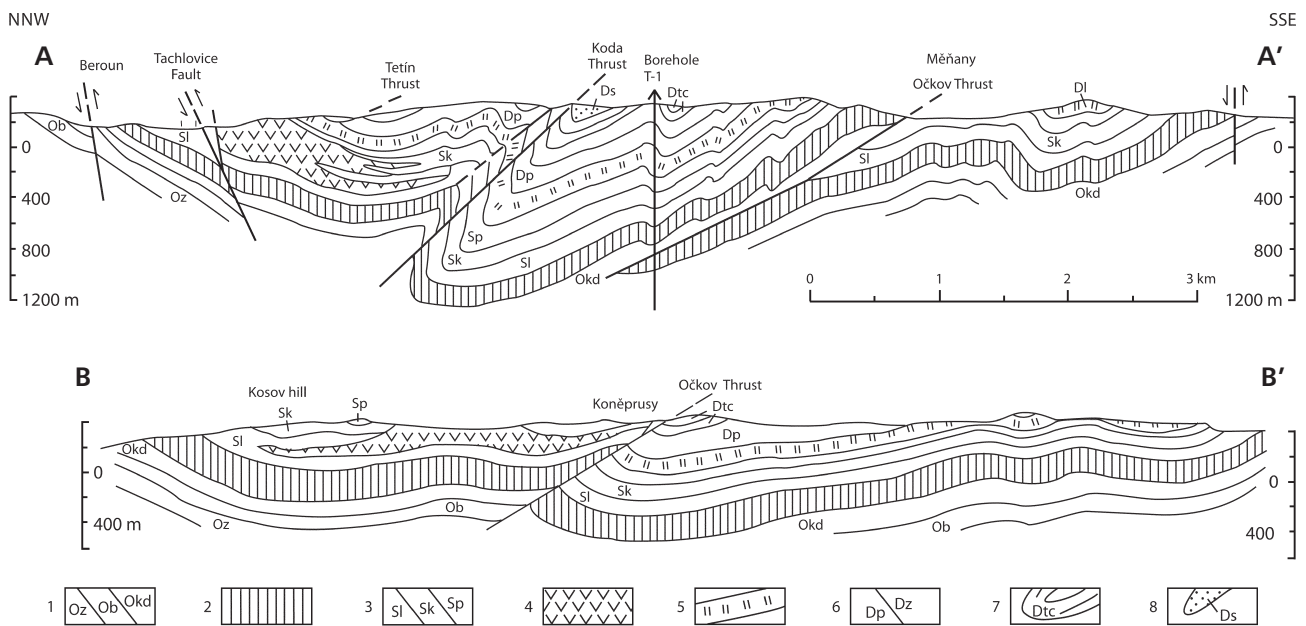 NNW
SSE
A
Beroun
Tachlovice
Fault
Tetín
Thrust
Koda
Thrust
Borehole
T-1
Měňany
Očkov Thrust
A′
Ds
Dtc
Dl
Dp
Ob
Sl
Sk
Sk
Sl
0
0
Dp
Oz
Okd
400
400
Sp
800
800
Sk
Sl
Okd
0
1
2
3 km
1200 m
1200 m
B
B′
Kosov hill
Očkov Thrust
Sk
Sp
Koněprusy
Dtc
Okd
Sl
Dp
0
0
Sl
Sk
Ob
400 m
Oz
Okd
Ob
400
1
Oz
Ob
Okd
2
3
Sl
Sk
Sp
4
5
6
Dp
Dz
7
Dtc
8
Ds